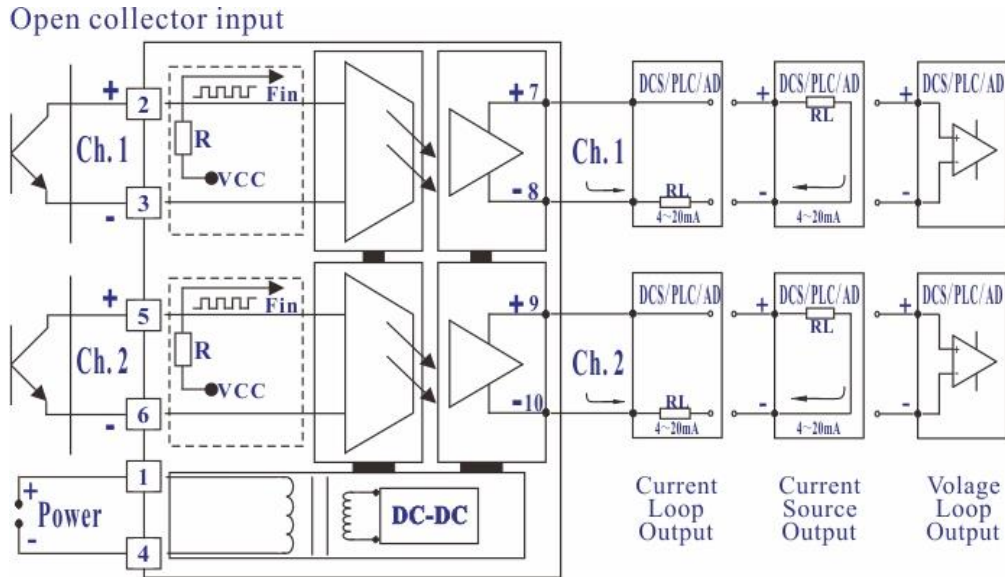 Open collector input
+ 2 Fin + 7 DCS/PLC/AD + DCS/PLC/AD + DCS/PLC/AD
RL
Ch.1 R Ch.1 +
VCC -
- 3 - 8 RL - -
4~20mA 4~20mA
+ 5 Fin + 9 DCS/PLC/AD + DCS/PLC/AD + DCS/PLC/AD
RL
Ch.2 R Ch.2 +
VCC -
- 6 -10 RL - -
4~20mA 4~20mA
1
+ Power DC-DC
-
4
Current Loop Output
Current Source Output
Volage Loop Output